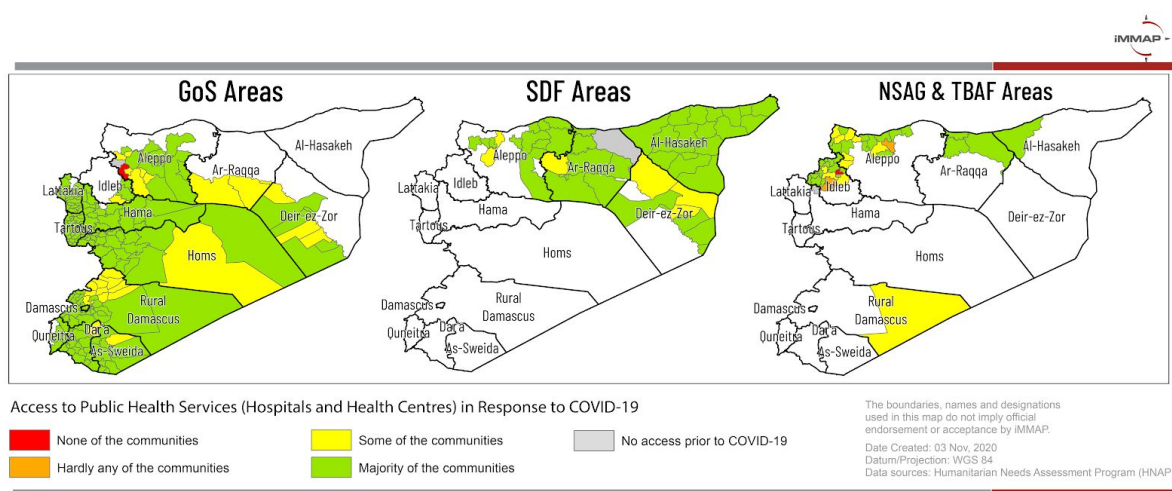 iMMAP
GoS Areas
SDF Areas
NSAG & TBAF Areas
Aleppo
Al-Hasakeh
Ar-Raqqa
Idleb
Lattakia
Hama
Deir-ez-Zor
Tartous
Homs
Rural
Damascus
Damascus
Quneitra
Dar'a
As-Sweida
Aleppo
Al-Hasakeh
Ar-Raqqa
Idleb
Lattakia
Hama
Deir-ez-Zor
Tartous
Homs
Rural
Damascus
Damascus
Quneitra
Dar'a
As-Sweida
Al-Hasakeh
Aleppo
Ar-Raqqa
Idleb
Lattakia
Hama
Deir-ez-Zor
Tartous
Homs
Rural
Damascus
Damascus
Quneitra
Dar'a
As-Sweida
Access to Public Health Services (Hospitals and Health Centres) in Response to COVID-19
None of the communities
Some of the communities
No access prior to COVID-19
Hardly any of the communities
Majority of the communities
The boundaries, names and designations
used in this map do not imply official
endorsement or acceptance by iMMAP.
Date Created: 03 Nov, 2020
Datum/Projection: WGS 84
Data sources: Humanitarian Needs Assessment Program (HNAP